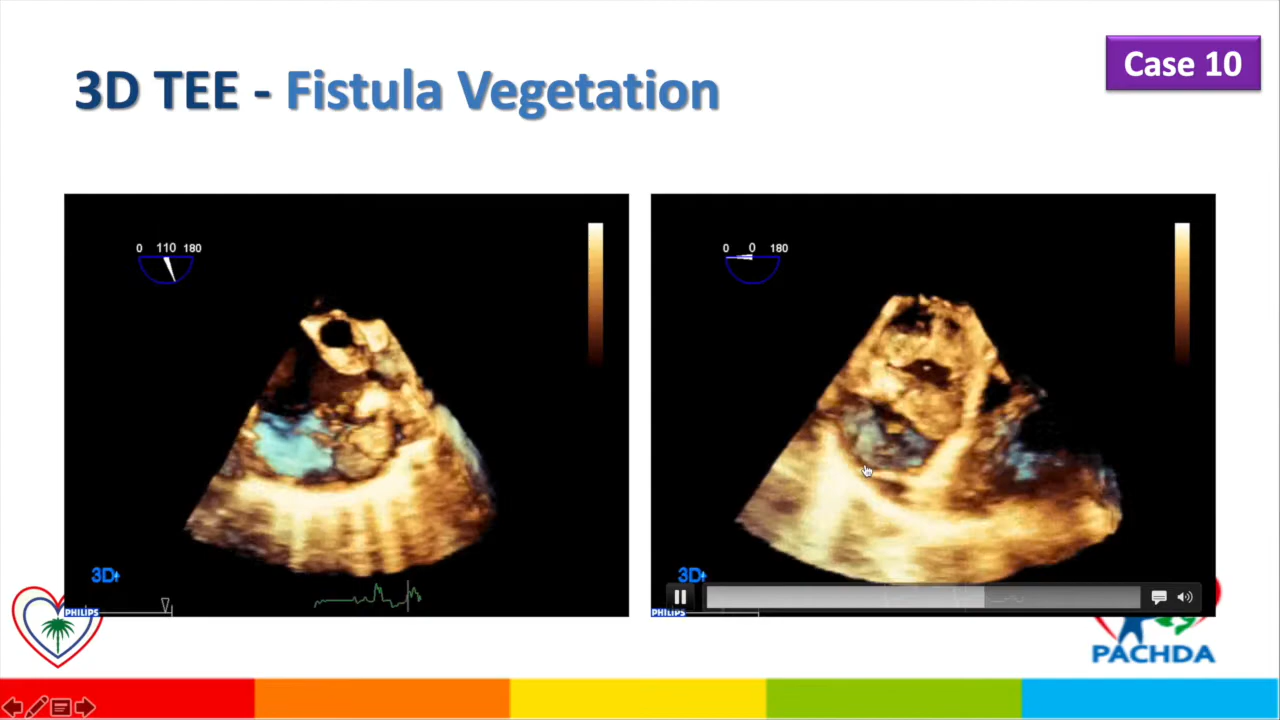 3D TEE - Fistula Vegetation
Case 10
0 110 180
0 0 180
3D
3D
PHILIPS
PHILIPS
PACHDA